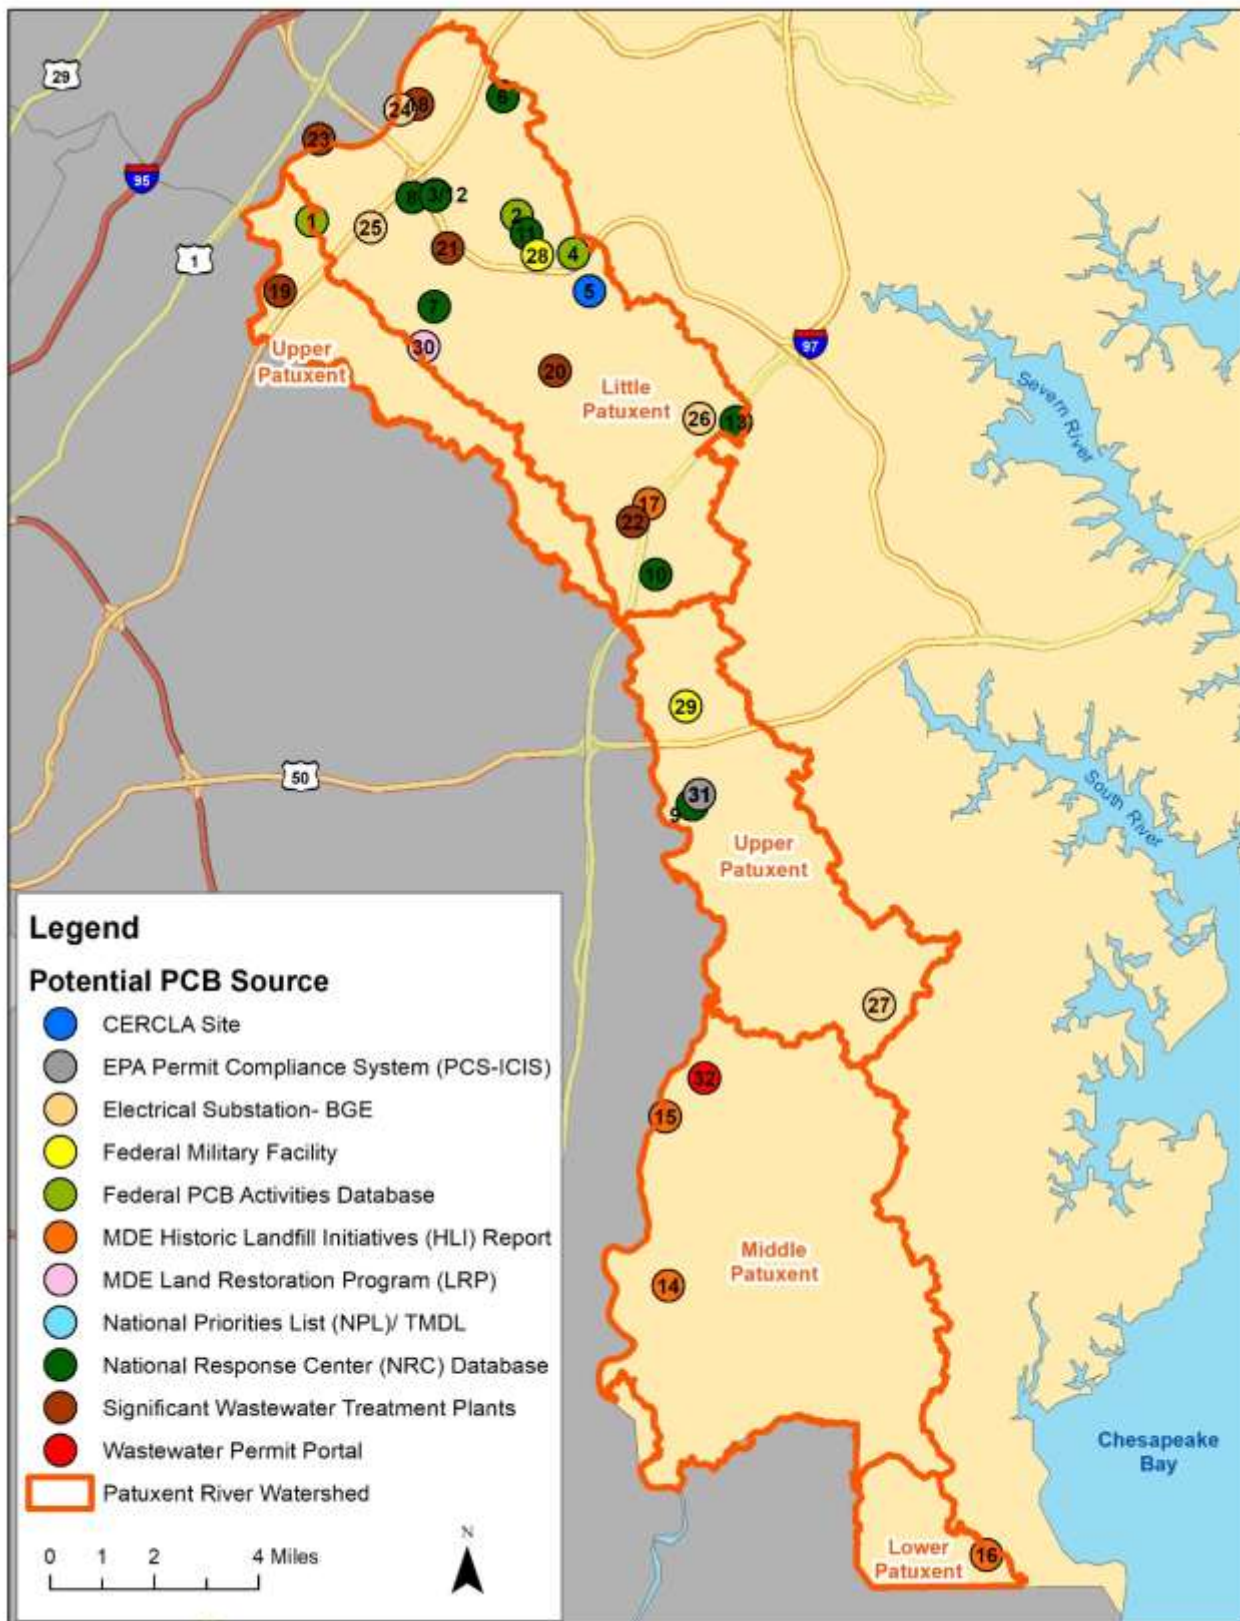 29
24
18
6
23
95
8
3/12
1
25
2
11
1
21
28
4
19
5
7
97
30
Upper
Patuxent
20
Little
Patuxent
Severn River
26
13
17
22
10
29
50
31
9
South River
Upper
Patuxent
27
Legend
Potential PCB Source
CERCLA Site
EPA Permit Compliance System (PCS-ICIS)
Electrical Substation- BGE
Federal Military Facility
Federal PCB Activities Database
MDE Historic Landfill Initiatives (HLI) Report
MDE Land Restoration Program (LRP)
National Priorities List (NPL)/ TMDL
National Response Center (NRC) Database
Significant Wastewater Treatment Plants
Wastewater Permit Portal
Patuxent River Watershed
0 1 2 4 Miles
N
32
15
Middle
Patuxent
14
Chesapeake
Bay
Lower
Patuxent
16